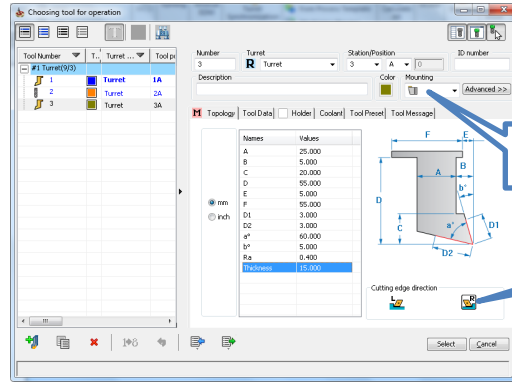 Choosing tool for operation
Number Turret Station/Position ID number
3 R Turret 3 A 0
Description Color Mounting
Advanced >>
Tool Number T.. Turret ... Tool po
#1 Turret(9/3)
1 Turret 1A
2 Turret 2A
3 Turret 3A
M Topology Tool Data Holder Coolant Tool Preset Tool Message
mm
inch
Names Values
A 25.000
B 5.000
C 20.000
D 55.000
E 5.000
F 55.000
D1 3.000
D2 3.000
a° 60.000
b° 5.000
Ra 0.400
Thickness 15.000
F E
A B
b°
D
C a° D1
D2
Cutting edge direction
L R
Select Cancel